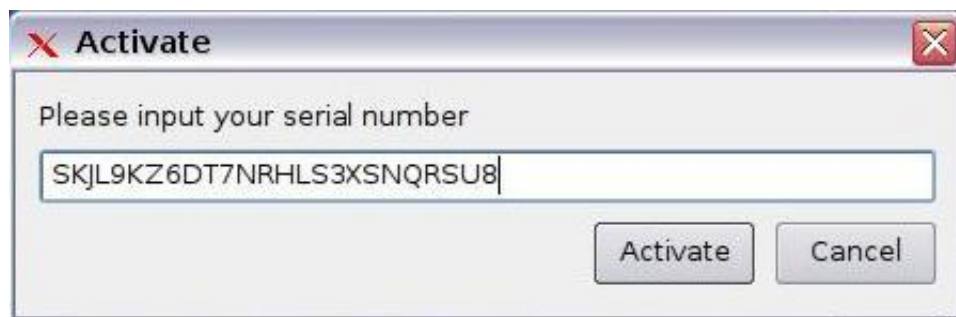 Activate
Please input your serial number
SKJL9KZ6DT7NRHLS3XSNQRSU8
Activate Cancel